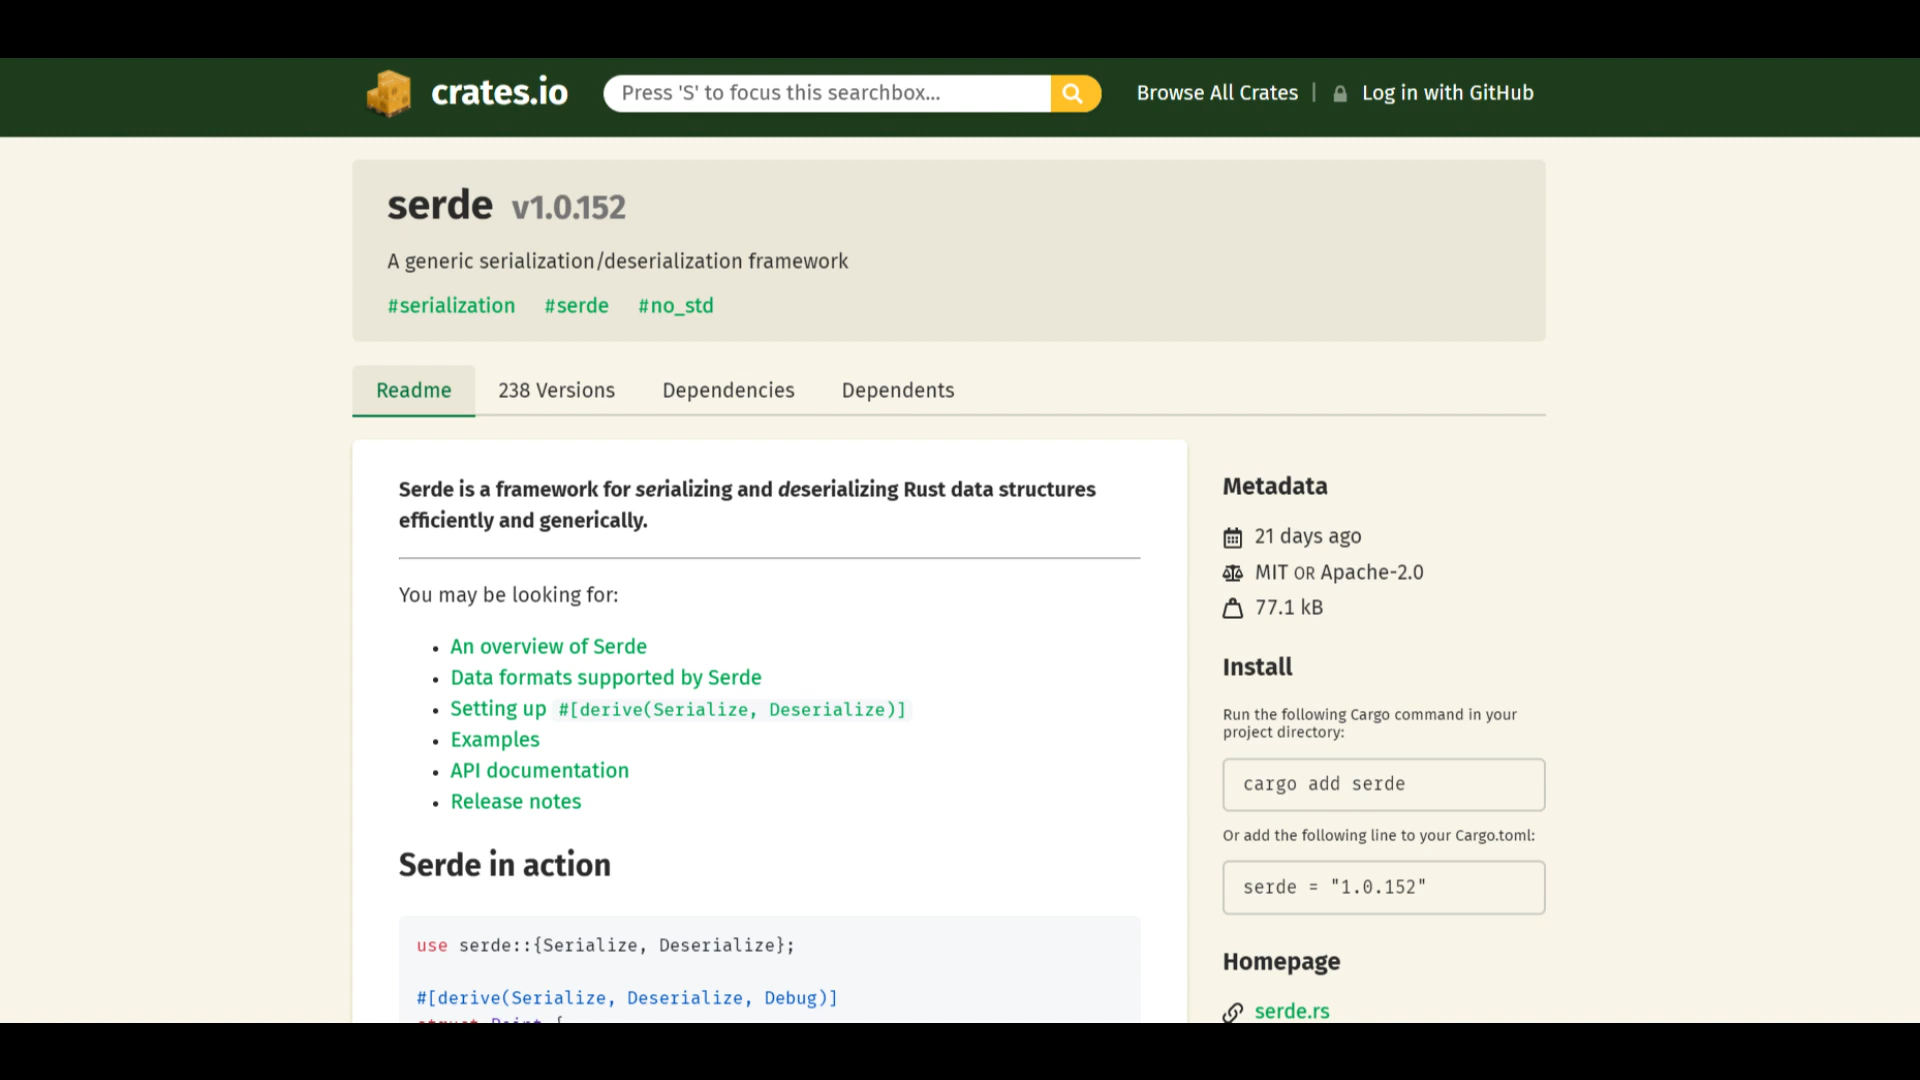 crates.io
Press 'S' to focus this searchbox...
Browse All Crates | Log in with GitHub
serde v1.0.152
A generic serialization/deserialization framework
#serialization #serde #no_std
Readme 238 Versions Dependencies Dependents
Serde is a framework for serializing and deserializing Rust data structures
efficiently and generically.
You may be looking for:
• An overview of Serde
• Data formats supported by Serde
• Setting up #[derive(Serialize, Deserialize)]
• Examples
• API documentation
• Release notes
Serde in action
use serde::{Serialize, Deserialize};
#[derive(Serialize, Deserialize, Debug)]
struct Point {
Metadata
21 days ago
MIT OR Apache-2.0
77.1 kB
Install
Run the following Cargo command in your
project directory:
cargo add serde
Or add the following line to your Cargo.toml:
serde = "1.0.152"
Homepage
serde.rs